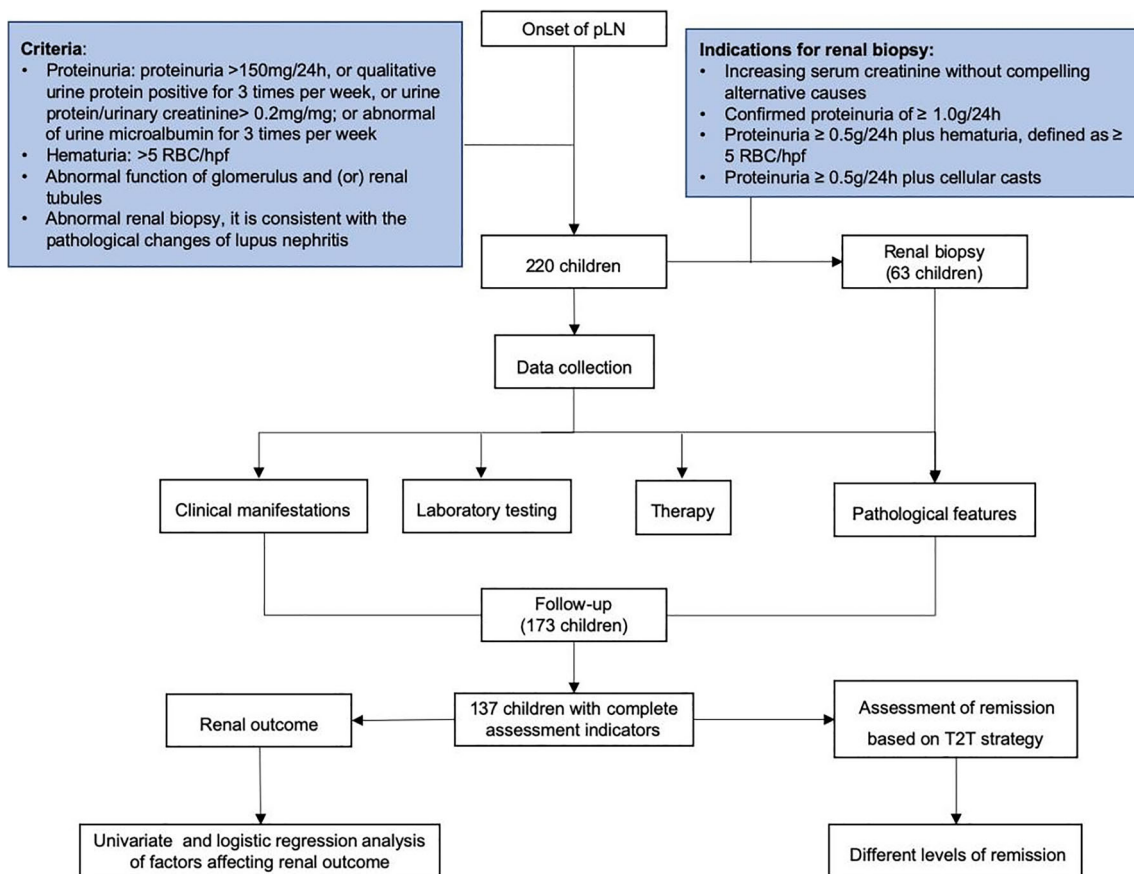 Onset of pLN
Criteria:
• Proteinuria: proteinuria >150mg/24h, or qualitative
urine protein positive for 3 times per week, or urine
protein/urinary creatinine> 0.2mg/mg; or abnormal
of urine microalbumin for 3 times per week
• Hematuria: >5 RBC/hpf
• Abnormal function of glomerulus and (or) renal
tubules
• Abnormal renal biopsy, it is consistent with the
pathological changes of lupus nephritis
Indications for renal biopsy:
• Increasing serum creatinine without compelling
alternative causes
• Confirmed proteinuria of ≥ 1.0g/24h
• Proteinuria ≥ 0.5g/24h plus hematuria, defined as ≥
5 RBC/hpf
• Proteinuria ≥ 0.5g/24h plus cellular casts
220 children
Renal biopsy
(63 children)
Data collection
Clinical manifestations
Laboratory testing
Therapy
Pathological features
Follow-up
(173 children)
Renal outcome
137 children with complete
assessment indicators
Assessment of remission
based on T2T strategy
Univariate and logistic regression analysis
of factors affecting renal outcome
Different levels of remission